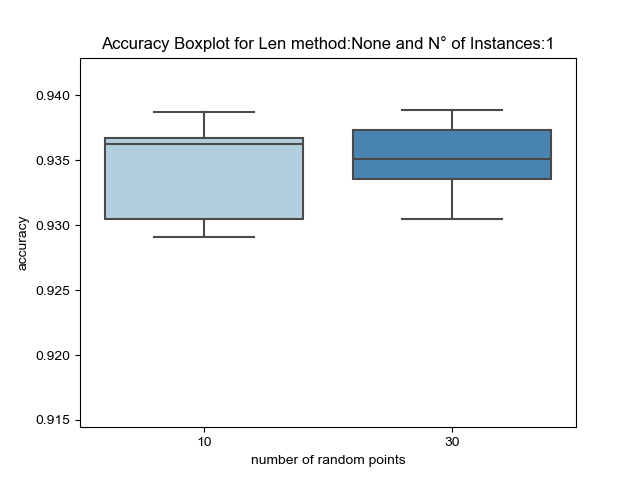 Accuracy Boxplot for Len method:None and N° of Instances:1
0.940
0.935
0.930
0.925
0.920
0.915
accuracy
10
30
number of random points